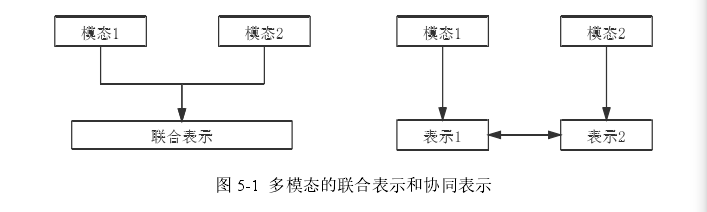 模态1 模态2 模态1 模态2
联合表示 表示1 表示2
图 5-1 多模态的联合表示和协同表示